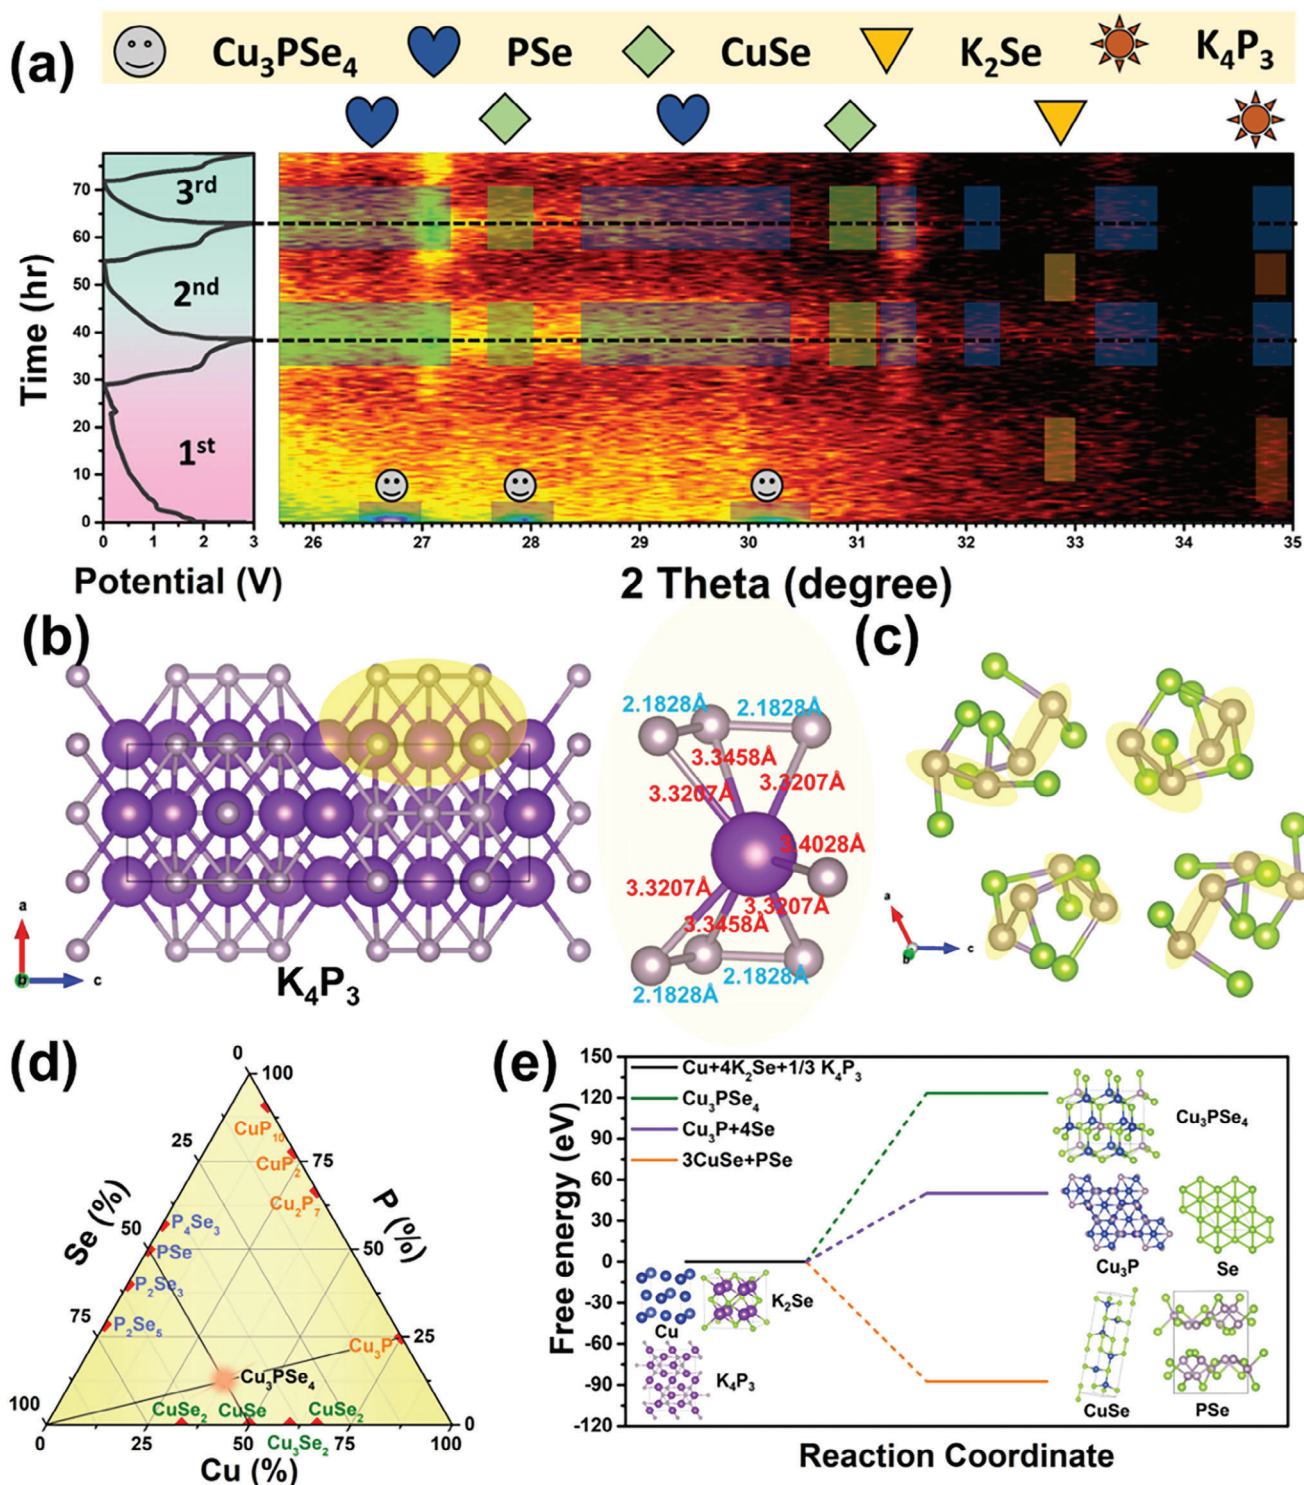 (a)
Cu3PSe4 PSe CuSe K2Se K4P3
Time (hr)
70
60
50
40
30
20
10
0
3rd
2nd
1st
0 1 2 3
Potential (V)
26 27 28 29 30 31 32 33 34 35
2 Theta (degree)
(b)
a
b
c
K4P3
2.1828Å
2.1828Å
3.3458Å
3.3207Å
3.3207Å
3.4028Å
3.3207Å
3.3207Å
3.3458Å
2.1828Å
2.1828Å
(c)
a
b
c
(d)
0
100
25
75
50
50
75
25
100
0
0 25 50 75 100
Se (%)
P (%)
Cu (%)
CuP10
CuP2
Cu2P7
P4Se3
PSe
P2Se3
P2Se5
Cu3P
Cu3PSe4
CuSe2
CuSe
CuSe2
Cu3Se2
(e)
Free energy (eV)
150
120
90
60
30
0
-30
-60
-90
-120
Cu+4K2Se+1/3 K4P3
Cu3PSe4
Cu3P+4Se
3CuSe+PSe
Cu3PSe4
Cu3P
Se
Cu
K2Se
K4P3
CuSe
PSe
Reaction Coordinate